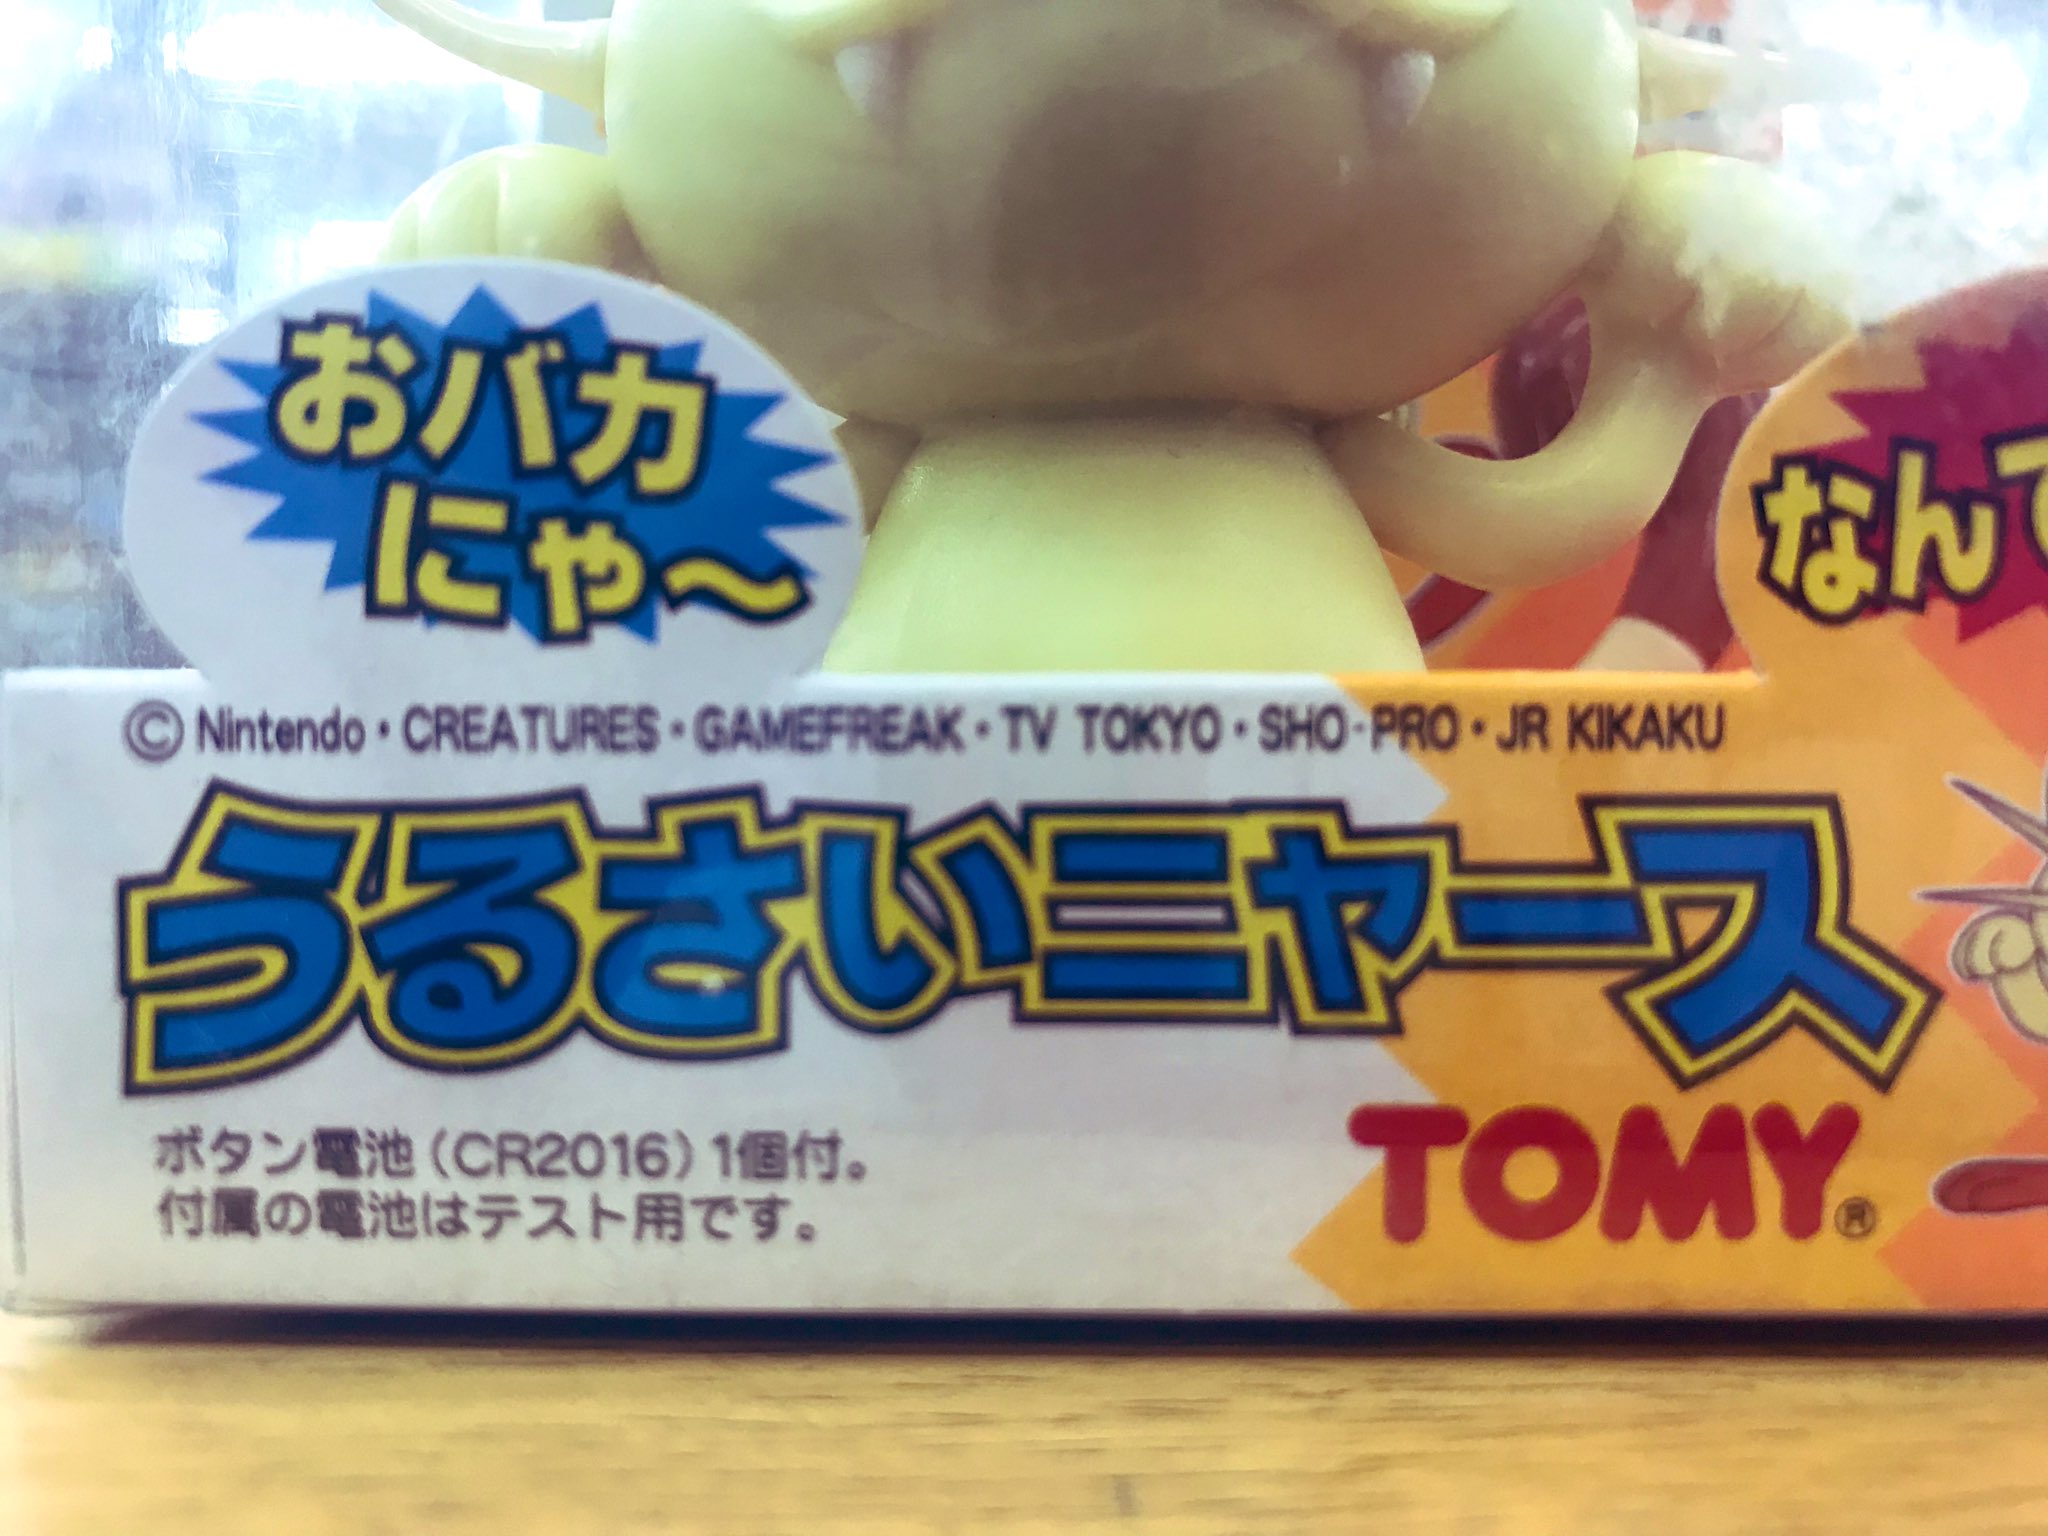 おバカ
にゃ～
なんて
©Nintendo・CREATURES・GAMEFREAK・TV TOKYO・SHO-PRO・JR KIKAKU
うるさいニャース
ボタン電池(CR2016)1個付。
付属の電池はテスト用です。
TOMY®